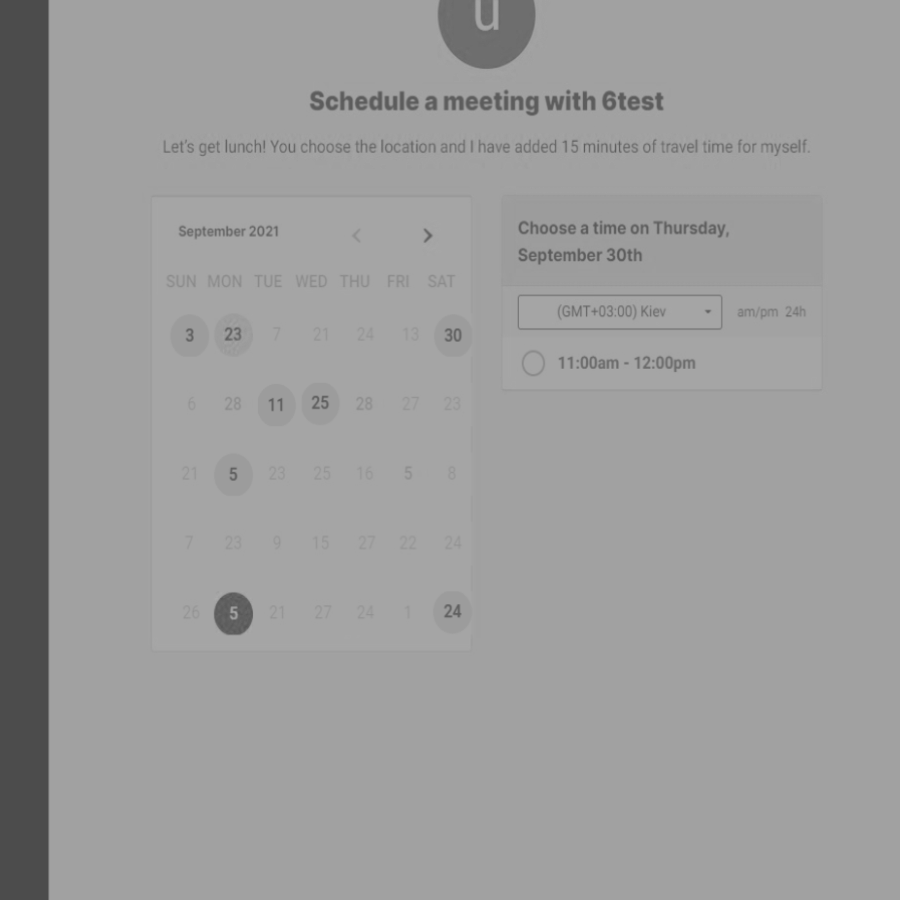 u
Schedule a meeting with 6test
Let's get lunch! You choose the location and I have added 15 minutes of travel time for myself.
September 2021
SUN MON TUE WED THU FRI SAT
3 23 7 21 24 13 30
6 28 11 25 28 27 23
21 5 23 25 16 5 8
7 23 9 15 27 22 24
26 5 21 27 24 1 24
Choose a time on Thursday,
September 30th
(GMT+03:00) Kiev am/pm 24h
11:00am - 12:00pm